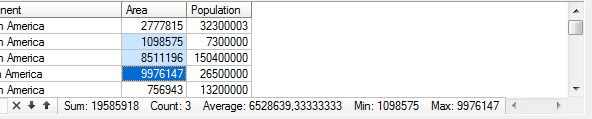 nent Area Population
n America 2777815 32300003
n America 1098575 7300000
n America 8511196 150400000
n America 9976147 26500000
n America 756943 13200000
Sum: 19585918 Count: 3 Average: 6528639,33333333 Min: 1098575 Max: 9976147